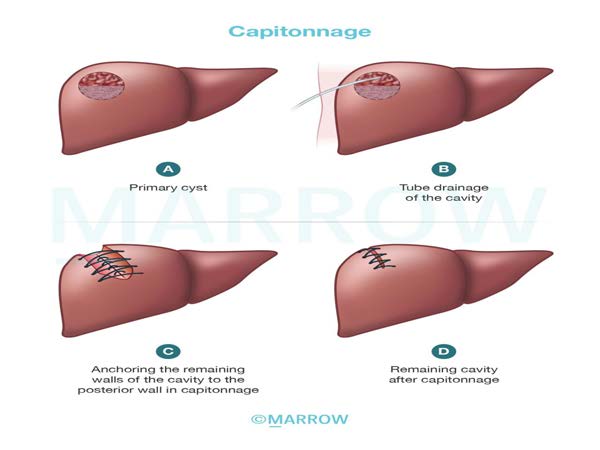 Capitonnage
A
Primary cyst
B
Tube drainage
of the cavity
MARROW
C
Anchoring the remaining
walls of the cavity to the
posterior wall in capitonnage
D
Remaining cavity
after capitonnage
©MARROW